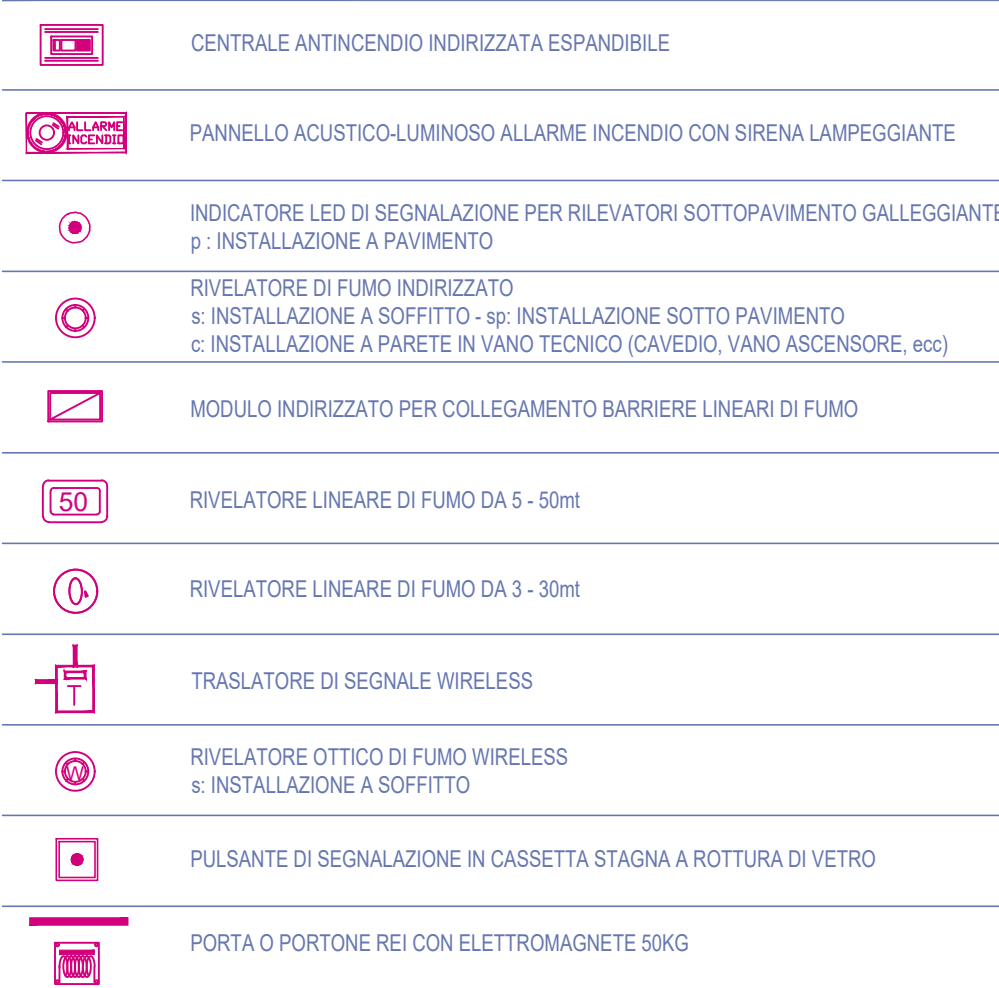 CENTRALE ANTINCENDIO INDIRIZZATA ESPANDIBILE
ALLARME
INCENDIO
PANNELLO ACUSTICO-LUMINOSO ALLARME INCENDIO CON SIRENA LAMPEGGIANTE
INDICATORE LED DI SEGNALAZIONE PER RILEVATORI SOTTOPAVIMENTO GALLEGGIANTE
p : INSTALLAZIONE A PAVIMENTO
RIVELATORE DI FUMO INDIRIZZATO
s: INSTALLAZIONE A SOFFITTO - sp: INSTALLAZIONE SOTTO PAVIMENTO
c: INSTALLAZIONE A PARETE IN VANO TECNICO (CAVEDIO, VANO ASCENSORE, ecc)
MODULO INDIRIZZATO PER COLLEGAMENTO BARRIERE LINEARI DI FUMO
50 RIVELATORE LINEARE DI FUMO DA 5 - 50mt
RIVELATORE LINEARE DI FUMO DA 3 - 30mt
T TRASLATORE DI SEGNALE WIRELESS
W RIVELATORE OTTICO DI FUMO WIRELESS
s: INSTALLAZIONE A SOFFITTO
PULSANTE DI SEGNALAZIONE IN CASSETTA STAGNA A ROTTURA DI VETRO
PORTA O PORTONE REI CON ELETTROMAGNETE 50KG